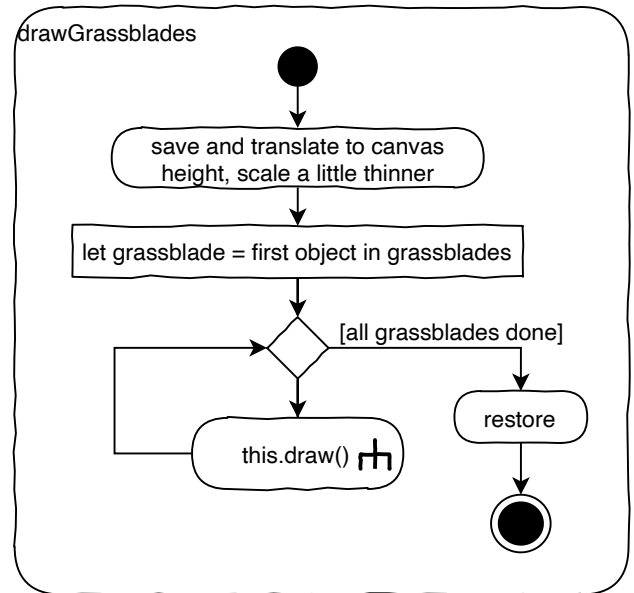 drawGrassblades
save and translate to canvas
height, scale a little thinner
let grassblade = first object in grassblades
[all grassblades done]
restore
this.draw()